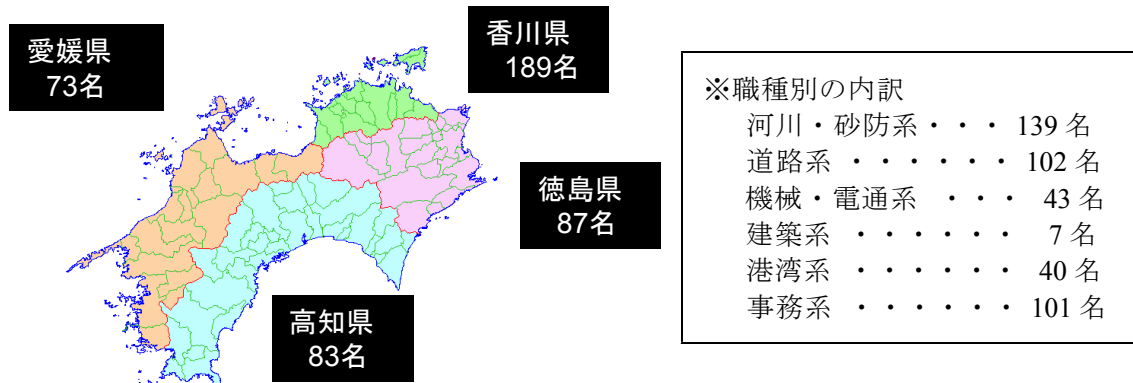 愛媛県
73名
香川県
189名
徳島県
87名
高知県
83名
※職種別の内訳
河川・砂防系・・・ 139 名
道路系 ・・・・・・ 102 名
機械・電通系 ・・・ 43 名
建築系 ・・・・・・ 7 名
港湾系 ・・・・・・ 40 名
事務系 ・・・・・・ 101 名